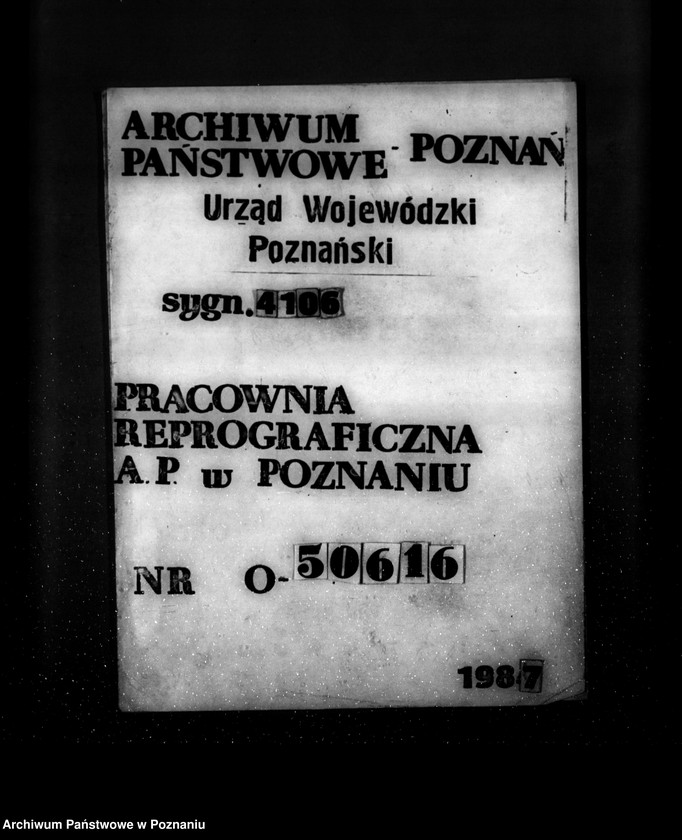 ARCHIWUM
PAŃSTWOWE - POZNAŃ
Urząd Wojewódzki
Poznański
sygn. 4106
PRACOWNIA
REPROGRAFICZNA
A. P. w POZNANIU
NR O-50616
1987
Archiwum Państwowe w Poznaniu